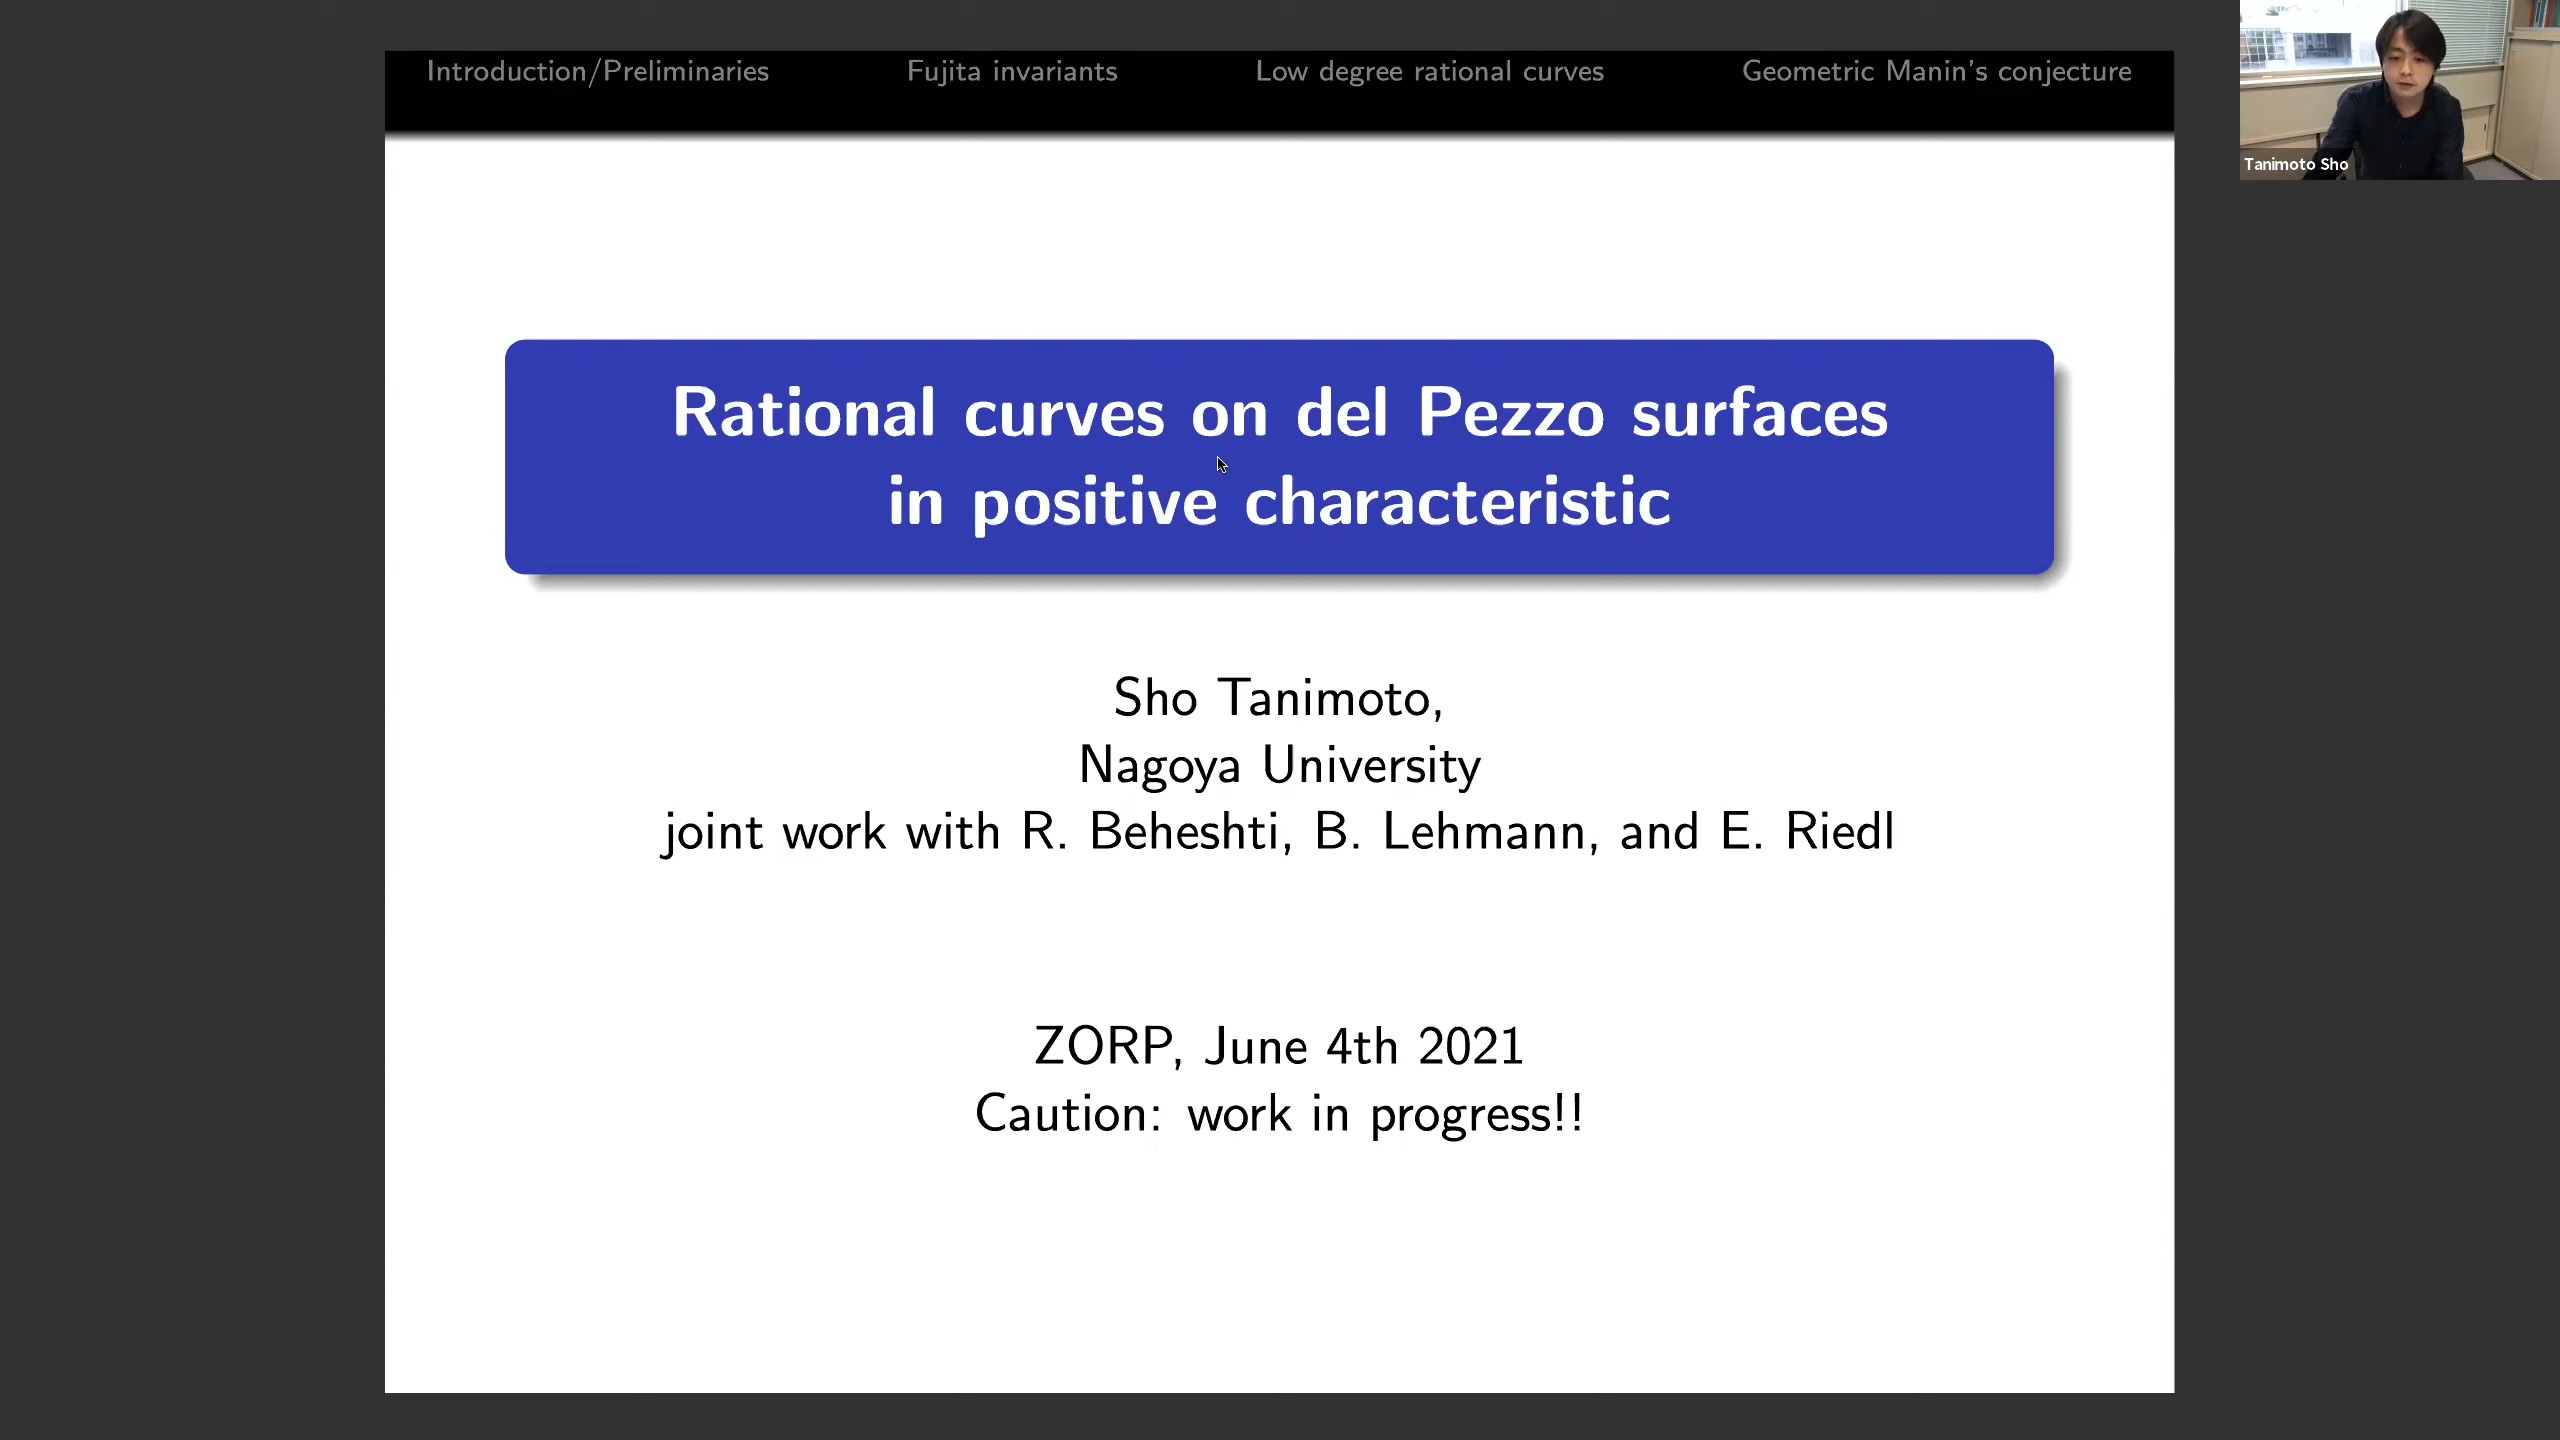 Introduction/Preliminaries Fujita invariants Low degree rational curves Geometric Manin's conjecture
Tanimoto Sho
Rational curves on del Pezzo surfaces
in positive characteristic
Sho Tanimoto,
Nagoya University
joint work with R. Beheshti, B. Lehmann, and E. Riedl
ZORP, June 4th 2021
Caution: work in progress!!